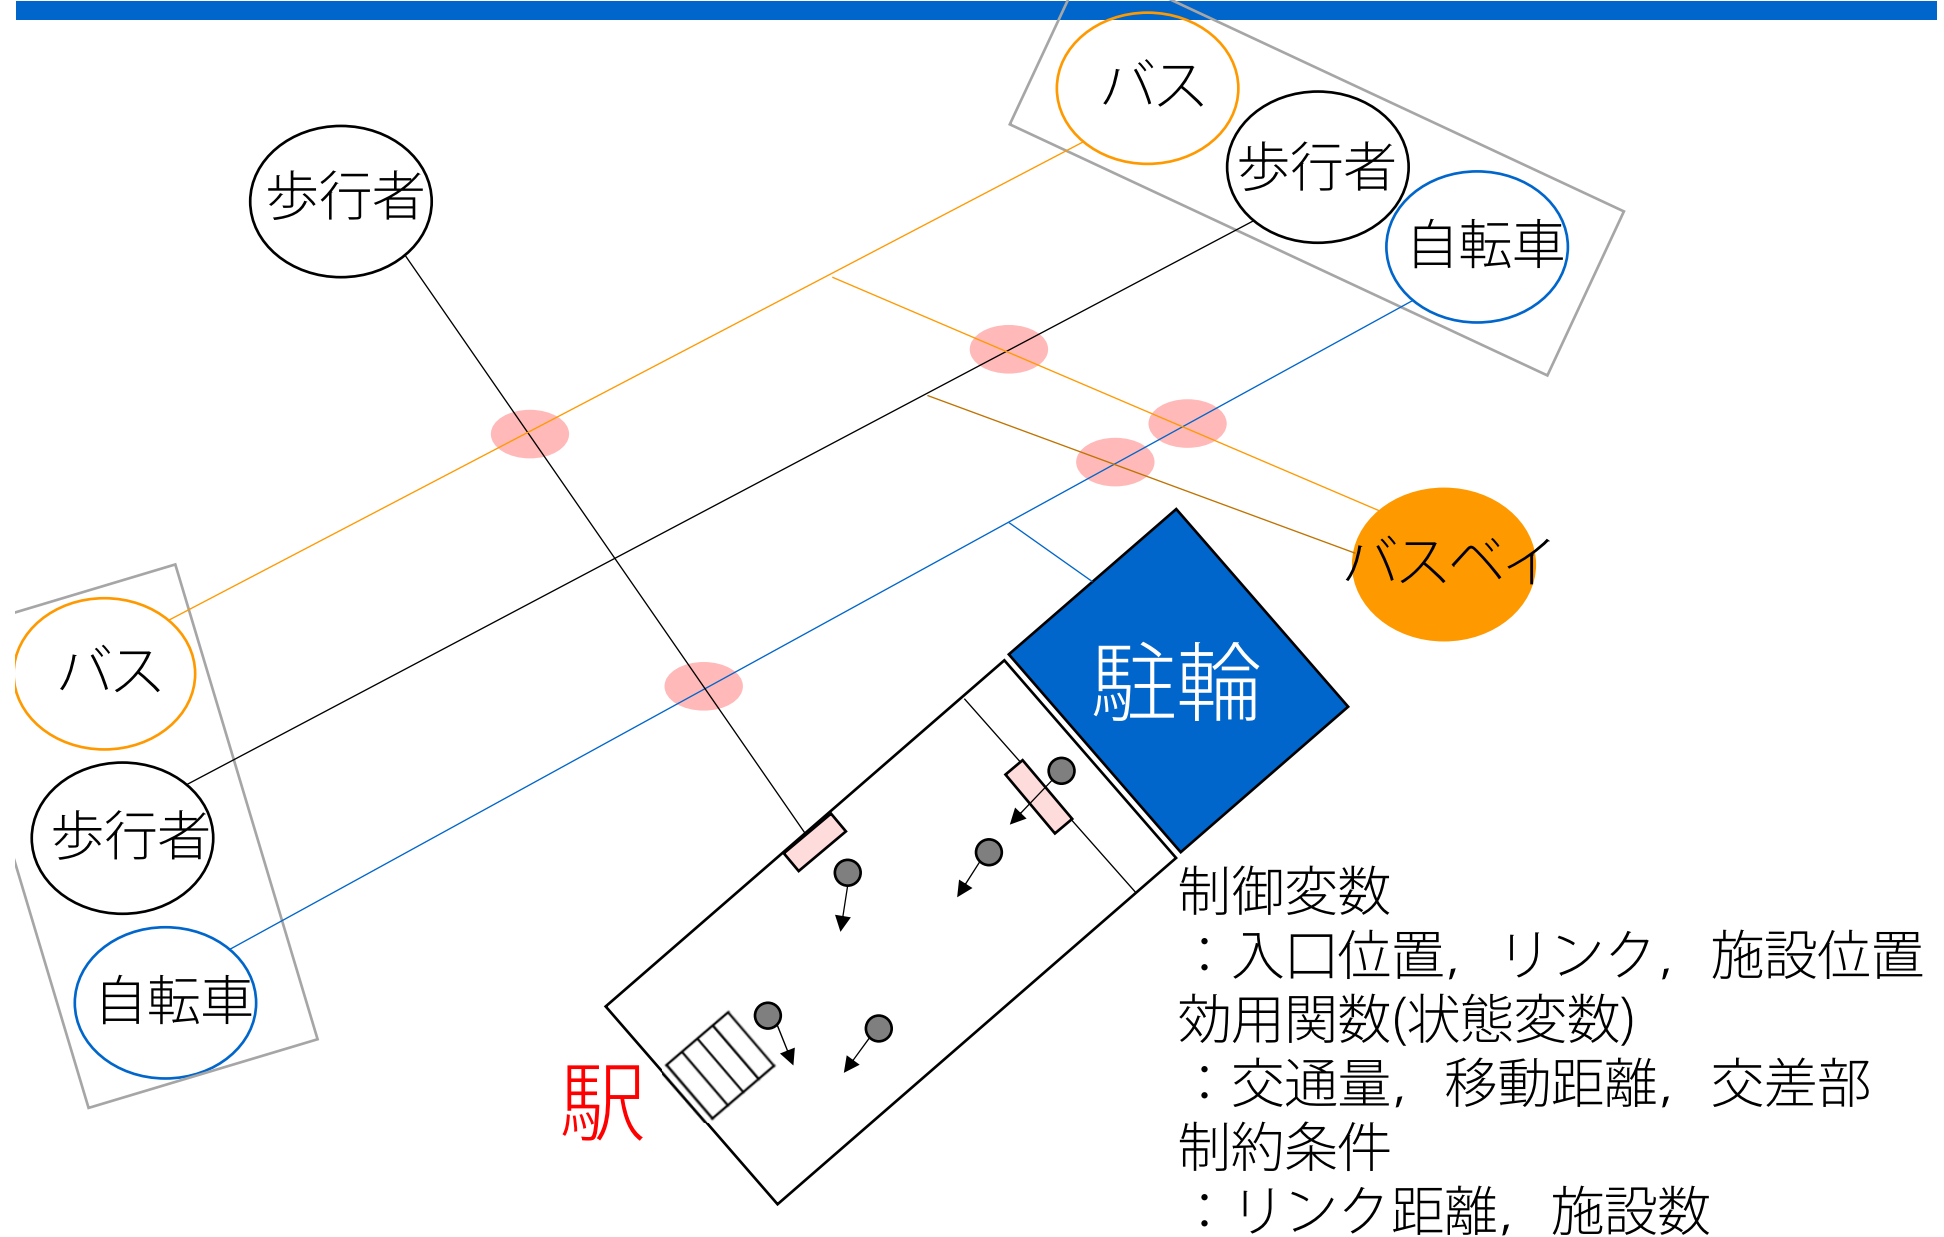 バス
歩行者
自転車
歩行者
バス
歩行者
自転車
バスベイ
駐輪
駅
制御変数
：入口位置，リンク，施設位置
効用関数(状態変数)
：交通量，移動距離，交差部
制約条件
：リンク距離，施設数